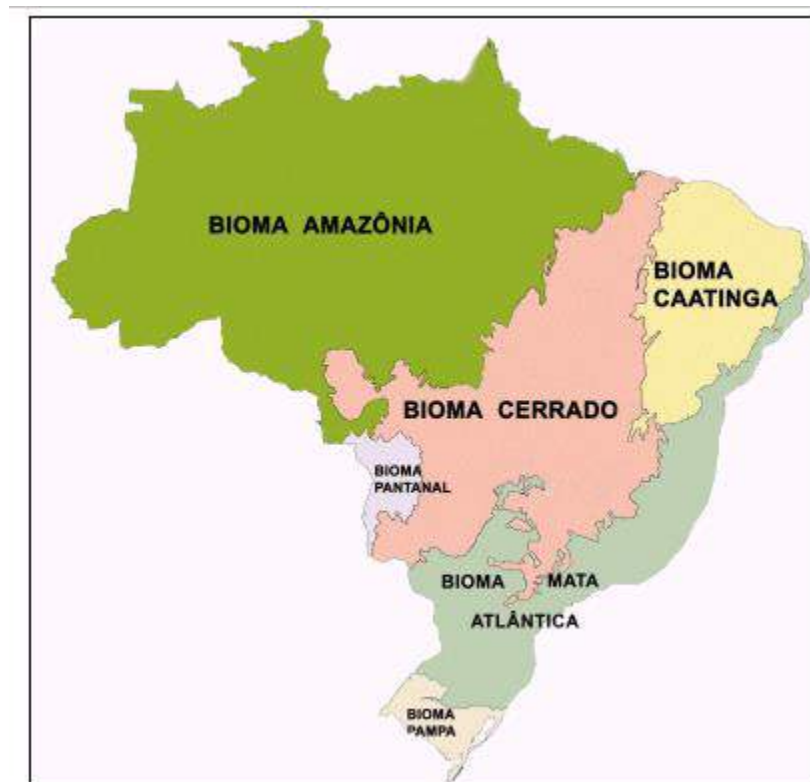 BIOMA AMAZÔNIA
BIOMA
CAATINGA
BIOMA CERRADO
BIOMA
PANTANAL
BIOMA MATA
ATLÂNTICA
BIOMA
PAMPA